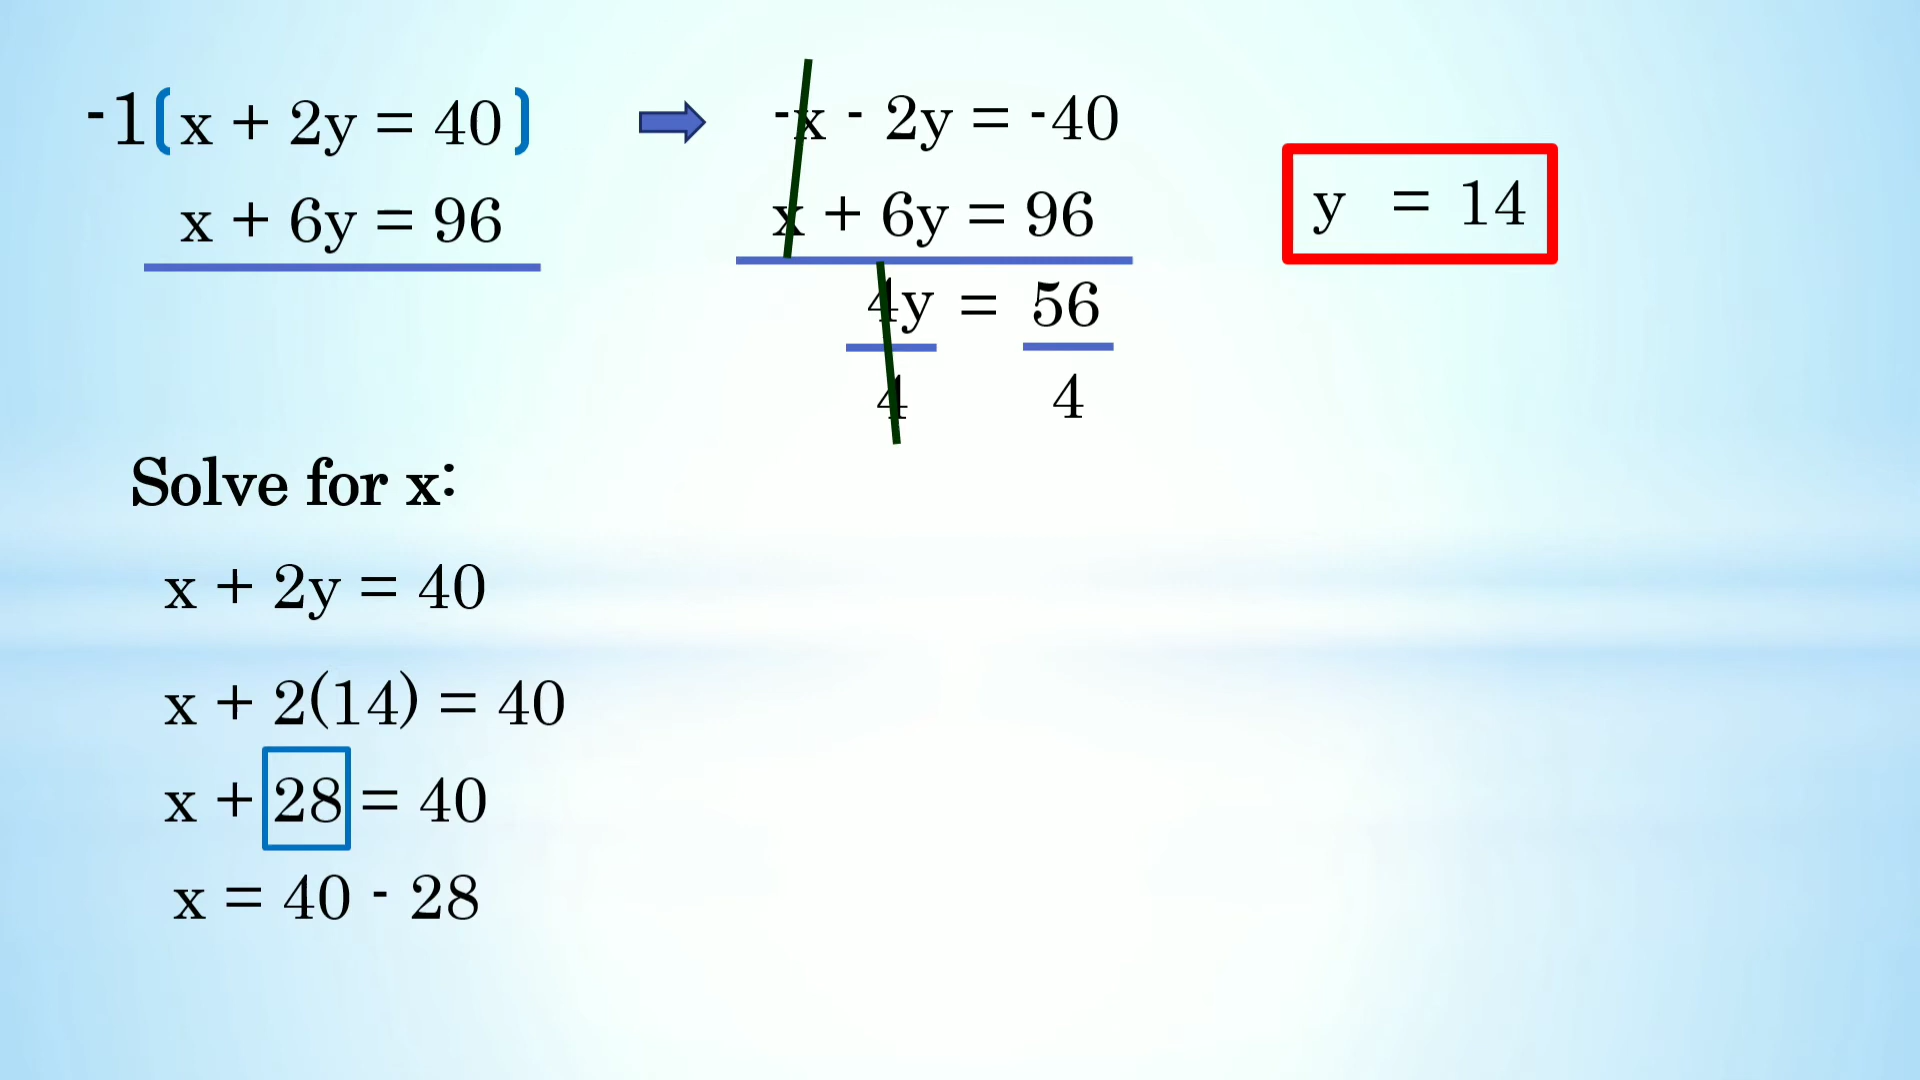 -1(x + 2y = 40)
x + 6y = 96
-x - 2y = -40
x + 6y = 96
4y = 56
4 4
y = 14
Solve for x:
x + 2y = 40
x + 2(14) = 40
x + 28 = 40
x = 40 - 28